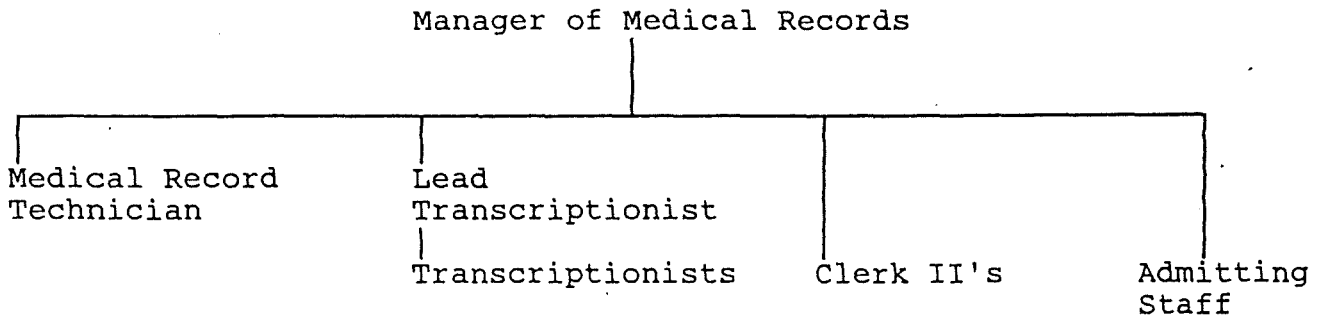 Manager of Medical Records
Medical Record
Technician
Lead
Transcriptionist
Transcriptionists
Clerk II's
Admitting
Staff